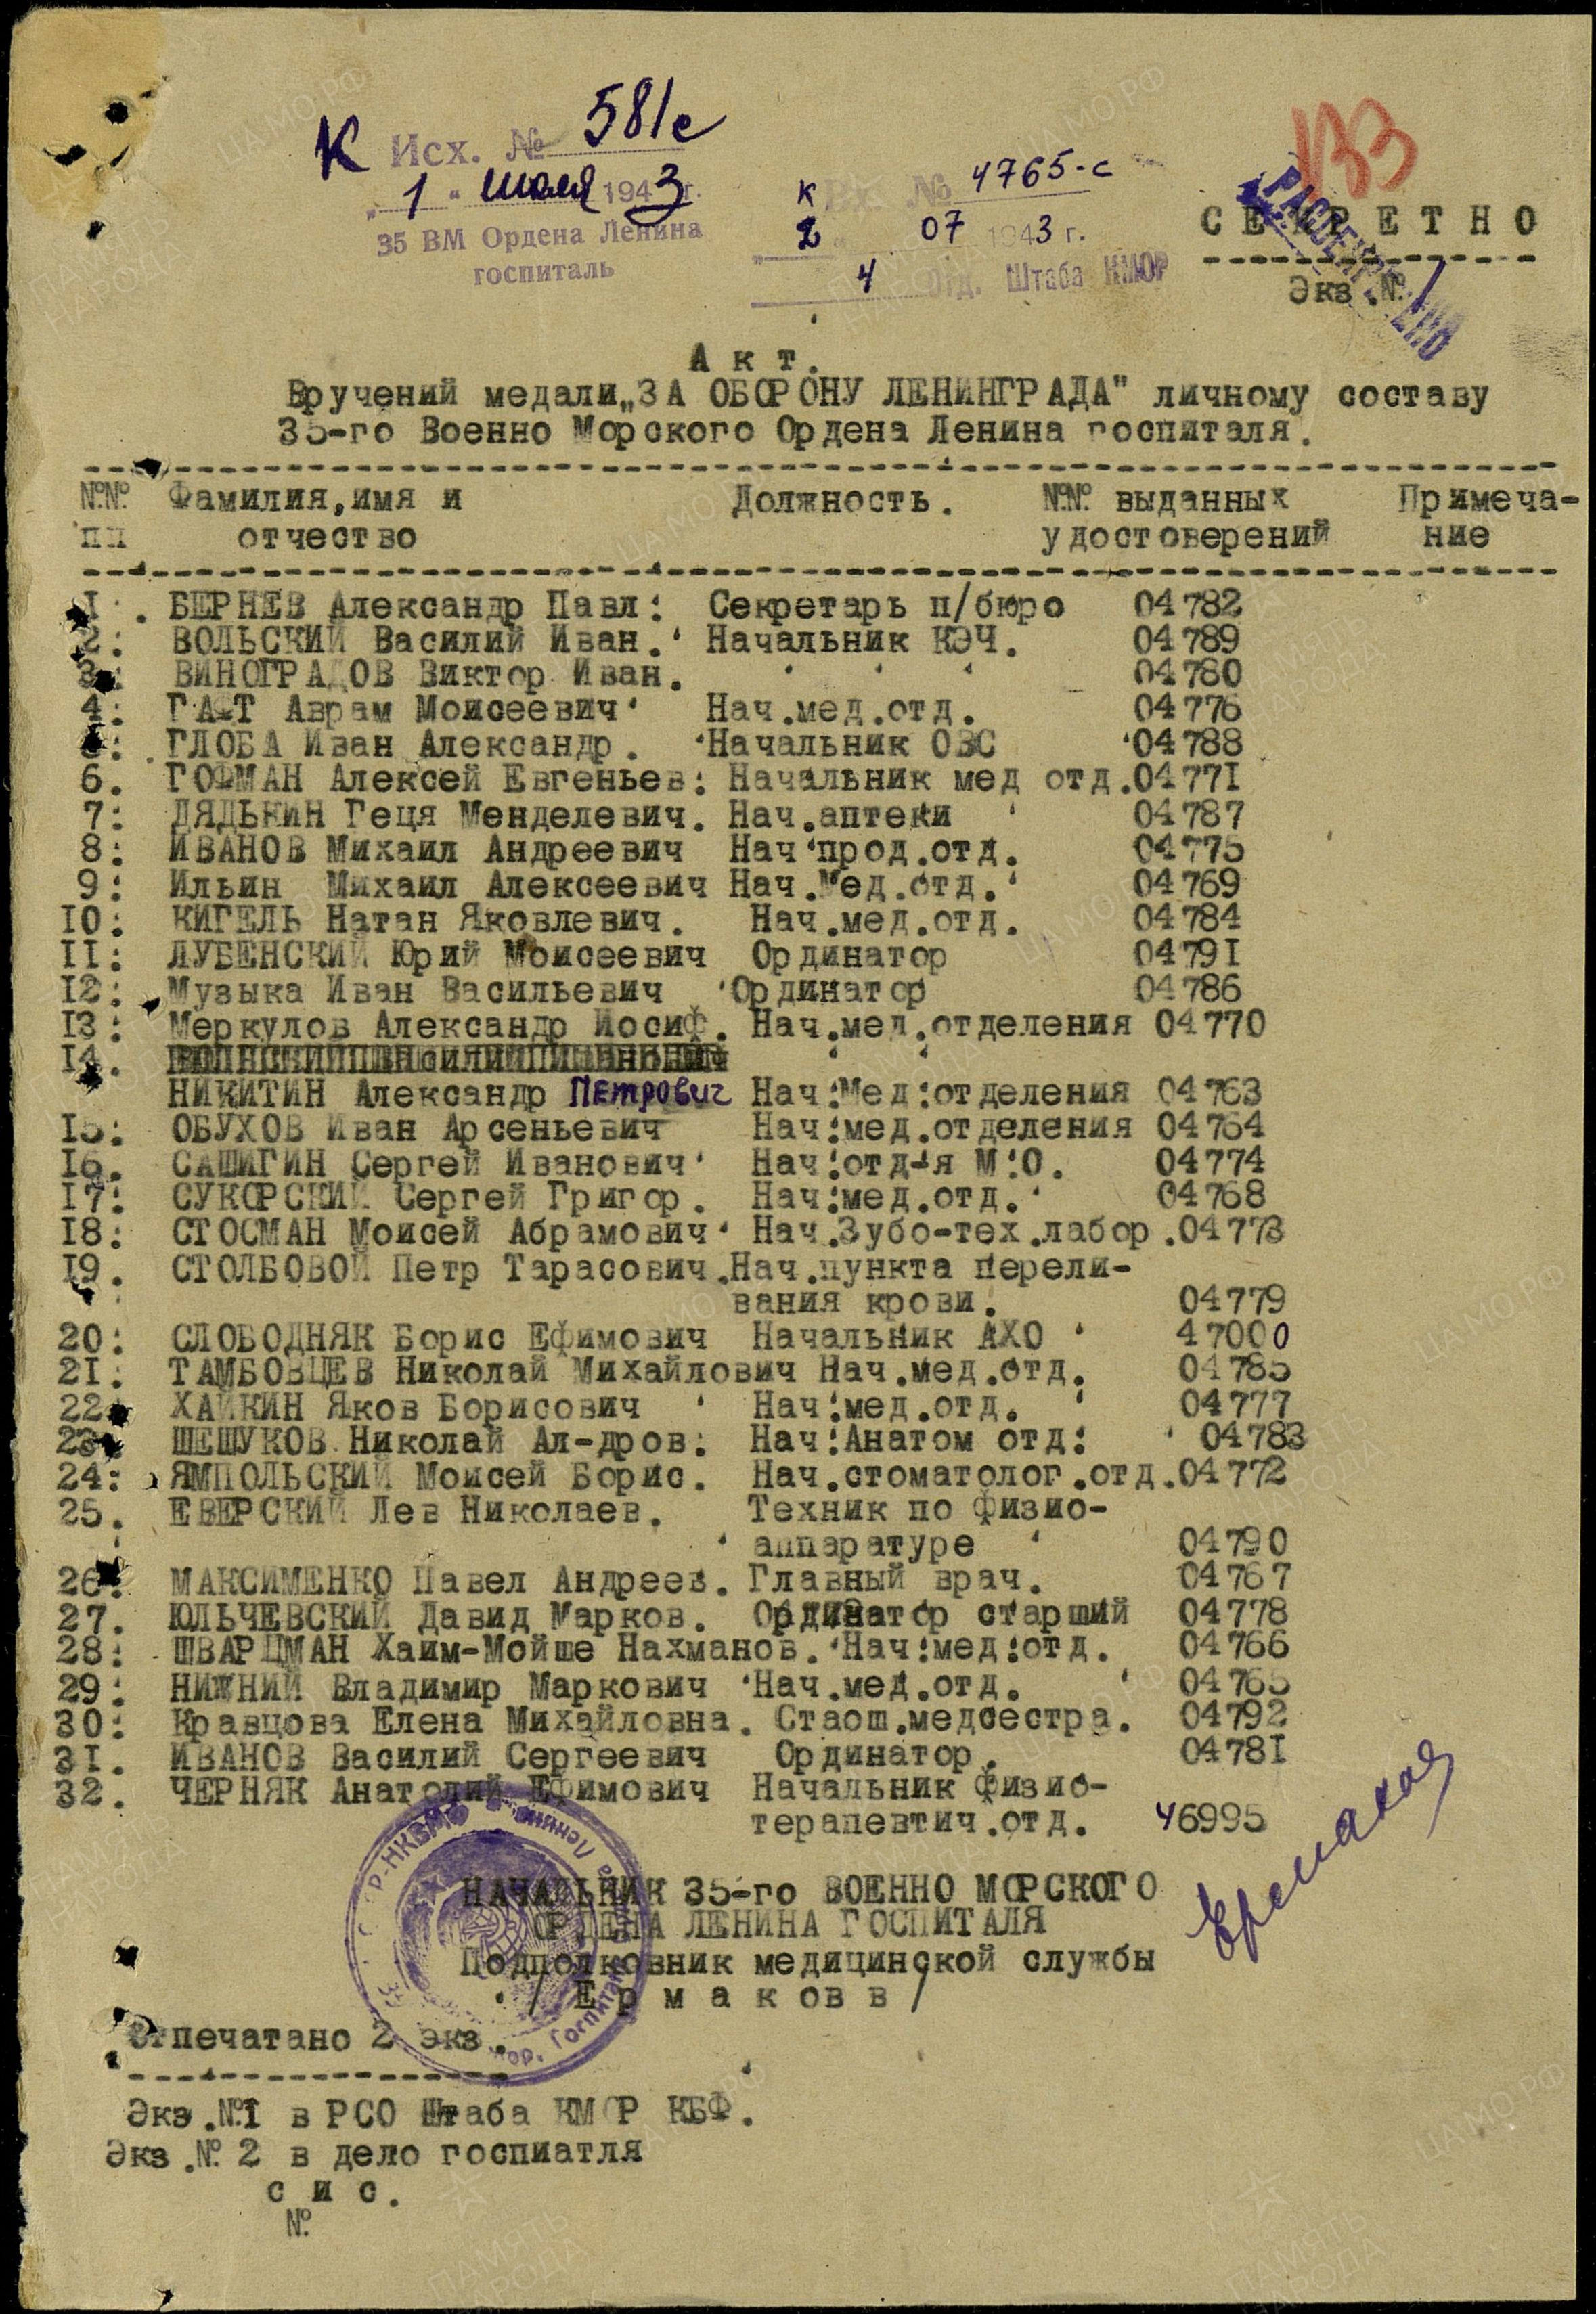 133
К Исх. № 581с
"1" июля 1943 г.
35 ВМ Ордена Ленина
госпиталь
К Вх. № 4765-с
2 07 1943 г.
4 Отд. Штаба КМОР
СЕКРЕТНО
РАССЕКРЕЧЕНО
Экз.№ 1
Акт.
Вручений медали „ЗА ОБОРОНУ ЛЕНИНГРАДА" личному составу
35-го Военно Морского Ордена Ленина госпиталя.
№№ Фамилия,имя и Должность. №№ выданных Примеча-
пп отчество удостоверений ние
1. БЕРНЕВ Александр Павл: Секретарь п/бюро 04782
2: ВОЛЬСКИЙ Василий Иван. Начальник КЭЧ. 04789
3: ВИНОГРАДОВ Виктор Иван. 04780
4: Аврам Моисеевич Нач.мед.отд. 04776
ГЛОБА Иван Александр. Начальник ОВС 04788
6. ГОФМАН Алексей Евгеньев: Начальник мед отд.04771
7: ДЯДЬКИН Геця Менделевич. Нач.аптеки 04787
8: ИВАНОВ Михаил Андреевич Нач прод.отд. 04775
9: Ильин Михаил Алексеевич Нач.Мед.отд. 04769
10: КИГЕЛЬ Натан Яковлевич. Нач.мед.отд. 04784
11: ЛУБЕНСКИЙ Юрий Моисеевич Ординатор 04791
12: Музыка Иван Васильевич Ординатор 04786
13: Меркулов Александр Иосиф. Нач.мед.отделения 04770
14.
НИКИТИН Александр Петрович Нач:Мед:отделения 04763
15: ОБУХОВ Иван Арсеньевич Нач:мед.отделения 04764
16. САШИГИН Сергей Иванович Нач:отд-я М:О. 04774
17: СУКОРСКИЙ Сергей Григор. Нач:мед.отд. 04768
18: СТОСМАН Моисей Абрамович Нач.Зубо-тех.лабор.04773
19. СТОЛБОВОЙ Петр Тарасович.Нач.пункта перели-
вания крови. 04779
20: СЛОБОДНЯК Борис Ефимович Начальник АХО 47000
21: ТАМБОВЦЕВ Николай Михайлович Нач.мед.отд. 04785
22 ХАЙКИН Яков Борисович Нач:мед.отд. 04777
23 ШЕШУКОВ Николай Ал-дров: Нач:Анатом отд: 04783
24: ЯМПОЛЬСКИЙ Моисей Борис. Нач.стоматолог.отд.04772
25. ЕВЕРСКИЙ Лев Николаев. Техник по физио-
аппаратуре 04790
26: МАКСИМЕНКО Павел Андреев. Главный врач. 04767
27. ЮЛЬЧЕВСКИЙ Давид Марков. Ординатор старший 04778
28: ШВАРЦМАН Хаим-Мойше Нахманов. Нач:мед:отд. 04766
29: НИЖНИЙ Владимир Маркович Нач.мед.отд. 04765
30: Кравцова Елена Михайловна. Стаош.медсестра. 04792
31. ИВАНОВ Василий Сергеевич Ординатор. 04781
32. ЧЕРНЯК Анатолий Ефимович Начальник физио-
терапевтич.отд. 46995
НАЧАЛЬНИК 35-го ВОЕННО МОРСКОГО
ОРДЕНА ЛЕНИНА ГОСПИТАЛЯ
Подполковник медицинской службы
/ Ермаковв /
Отпечатано 2 экз.
Экз.№1 в РСО Штаба КМОР КБФ.
Экз.№ 2 в дело госпиатля
с и с.
№